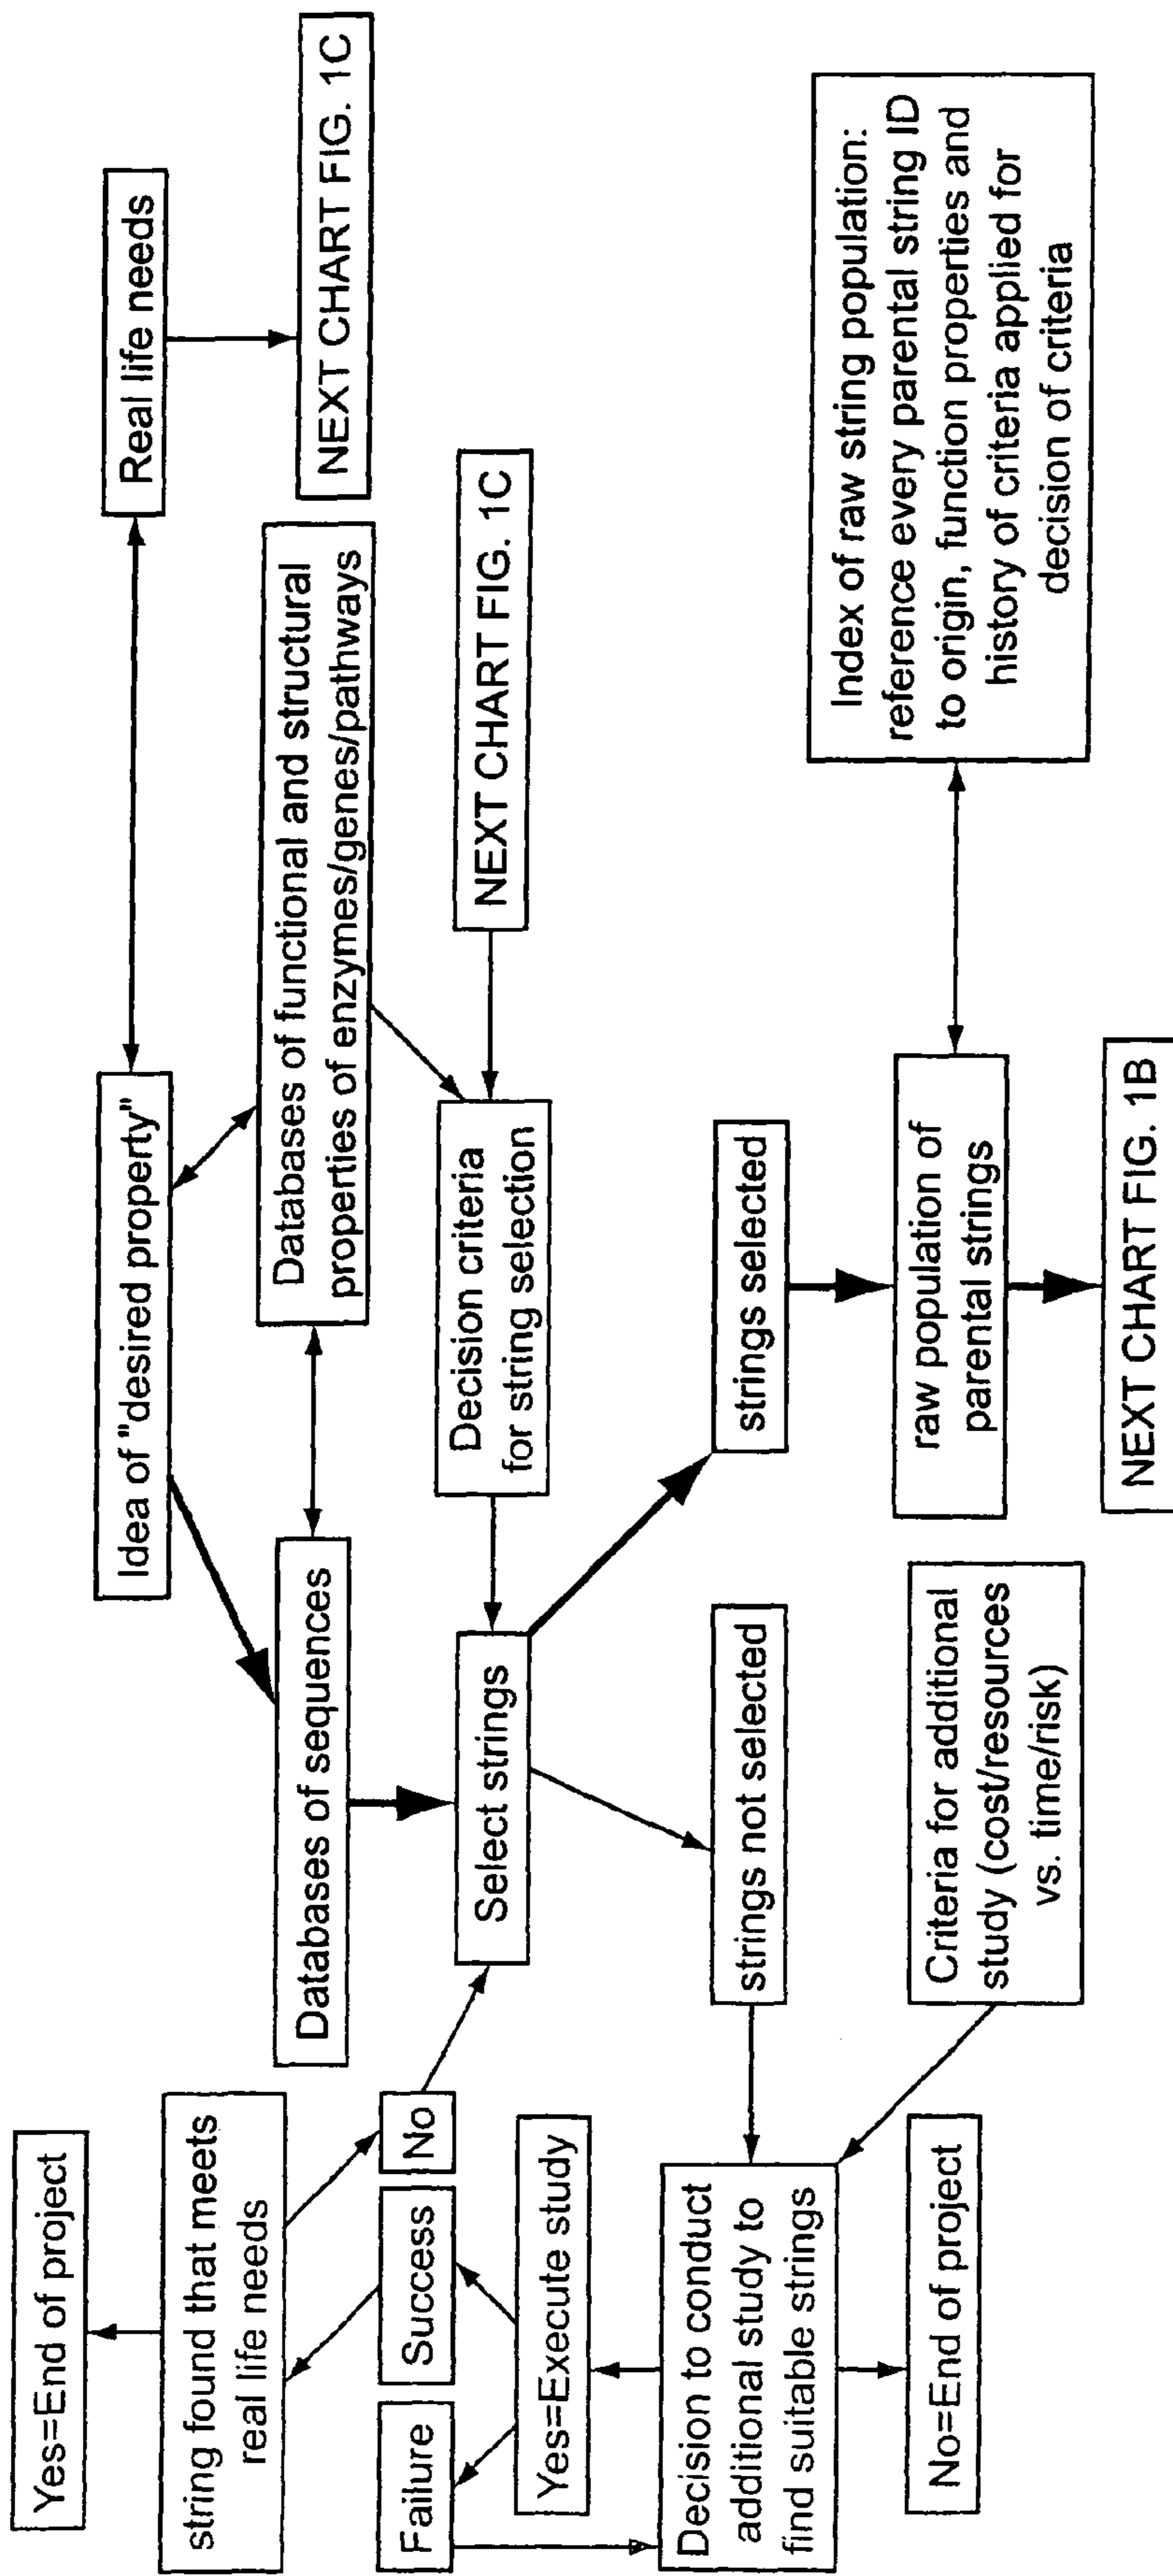 Yes=End of project
string found that meets
real life needs
Idea of "desired property"
Real life needs
Databases of sequences
Databases of functional and structural
properties of enzymes/genes/pathways
NEXT CHART FIG. 1C
Failure
Success
No
Select strings
Decision criteria
for string selection
NEXT CHART FIG. 1C
Yes=Execute study
Decision to conduct
additional study to
find suitable strings
strings not selected
strings selected
No=End of project
Criteria for additional
study (cost/resources
vs. time/risk)
raw population of
parental strings
Index of raw string population:
reference every parental string ID
to origin, function properties and
history of criteria applied for
decision of criteria
NEXT CHART FIG. 1B